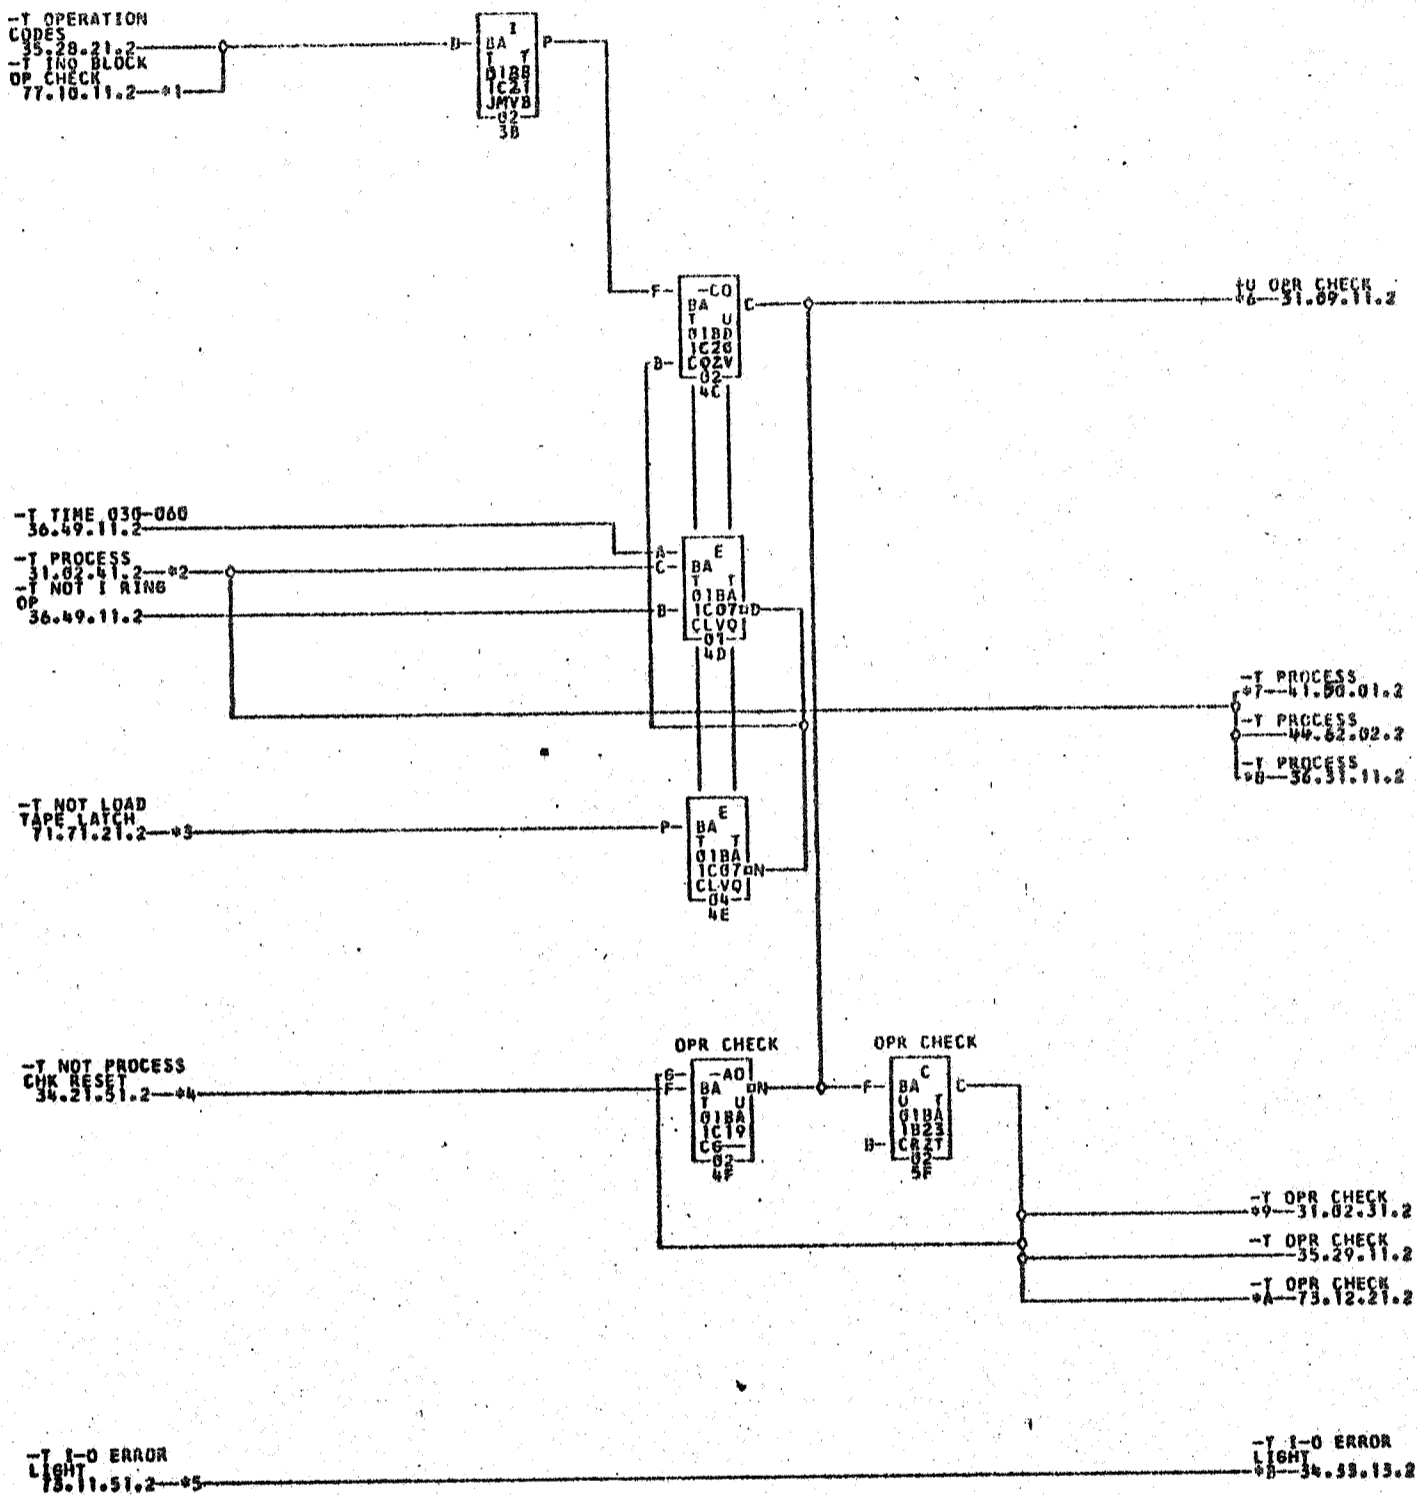 -T OPERATION
CODES
35.28.21.2
-T INQ BLOCK
OP CHECK
77.10.11.2—*1
D
I
BA
P
T T
01BB
1C21
JMVB
02
3B
F
-CO
BA
C
T U
01BD
1C26
B
C02V
02
4C
+U OPR CHECK
*6—31.09.11.2
-T TIME 030-060
36.49.11.2
-T PROCESS
31.02.41.2—*2
-T NOT I RING
OP
36.49.11.2
A
C
B
E
BA
T T
01BA
1C07
D
CLVQ
01
4D
-T PROCESS
*7—41.50.01.2
-T PROCESS
44.62.02.2
-T PROCESS
*8—36.31.11.2
-T NOT LOAD
TAPE LATCH
71.71.21.2—*3
P
E
BA
T T
01BA
1C07
N
CLVQ
04
4E
OPR CHECK
OPR CHECK
-T NOT PROCESS
CHK RESET
34.21.51.2—*4
G
F
-AO
BA
N
T U
01BA
1C19
CG
02
4F
F
C
BA
C
U T
01BA
1B23
B
02
5F
-T OPR CHECK
*9—31.02.31.2
-T OPR CHECK
35.29.11.2
-T OPR CHECK
*A—73.12.21.2
-T I-O ERROR
LIGHT
73.11.51.2—*5
-T I-O ERROR
LIGHT
*B—34.53.13.2